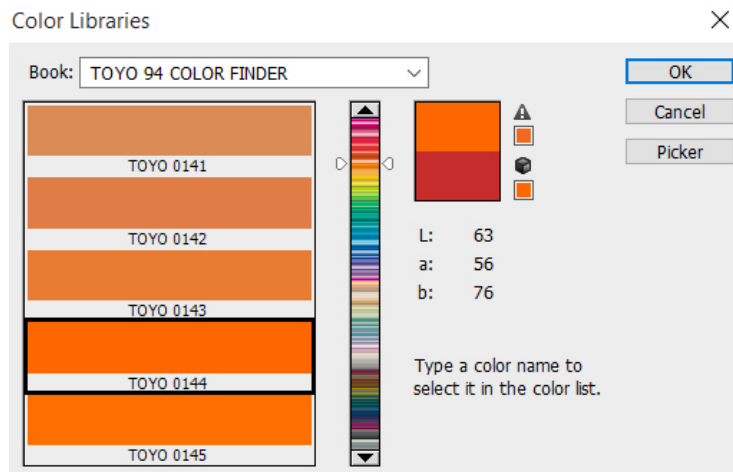 Color Libraries
Book: TOYO 94 COLOR FINDER
OK
Cancel
Picker
TOYO 0141
TOYO 0142
TOYO 0143
TOYO 0144
TOYO 0145
L: 63
a: 56
b: 76
Type a color name to
select it in the color list.